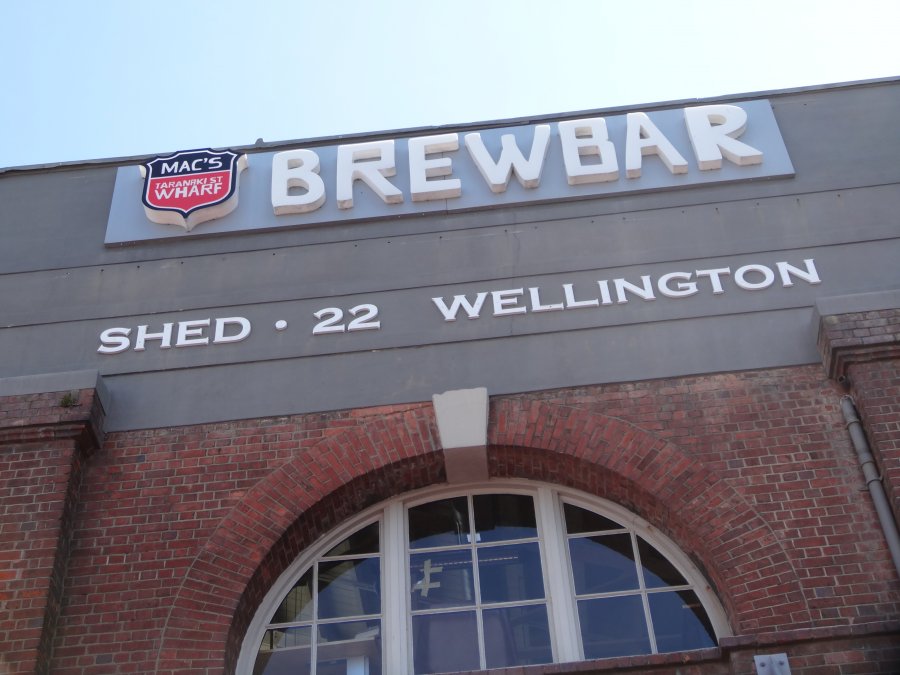 MAC'S
TARANAKI ST
WHARF
BREWBAR
SHED · 22 WELLINGTON